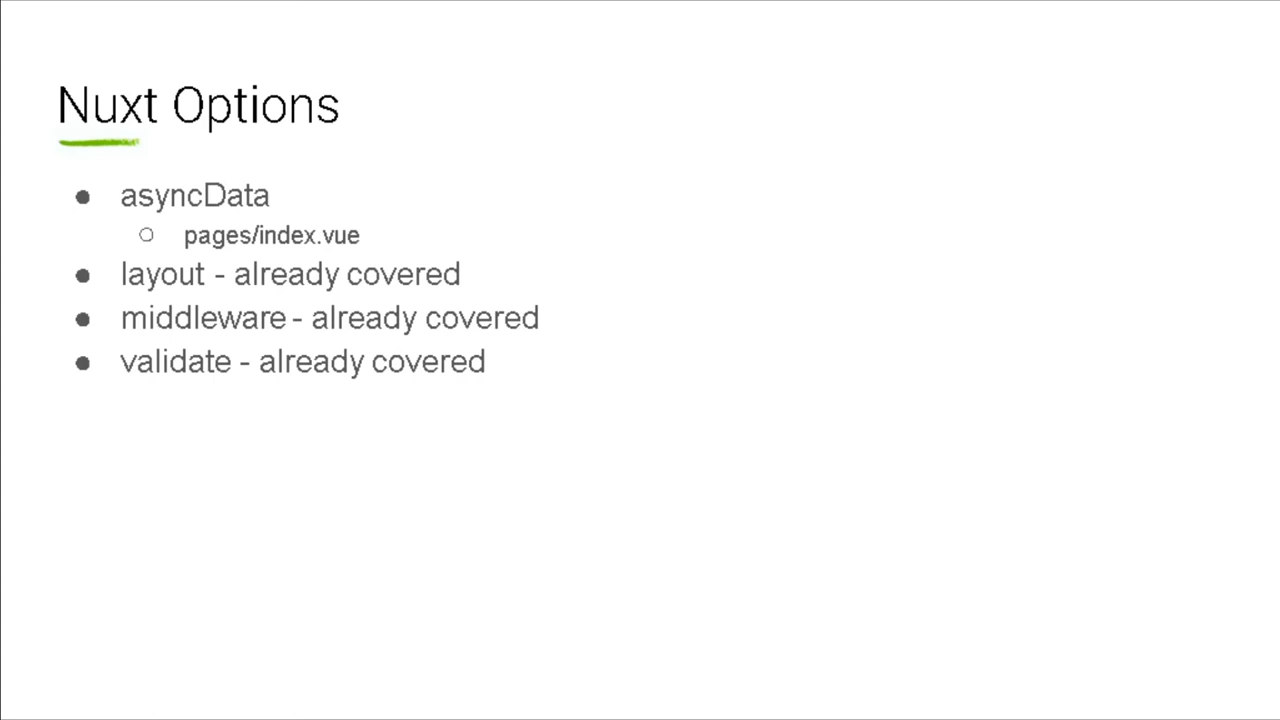 Nuxt Options
● asyncData
○ pages/index.vue
● layout - already covered
● middleware - already covered
● validate - already covered